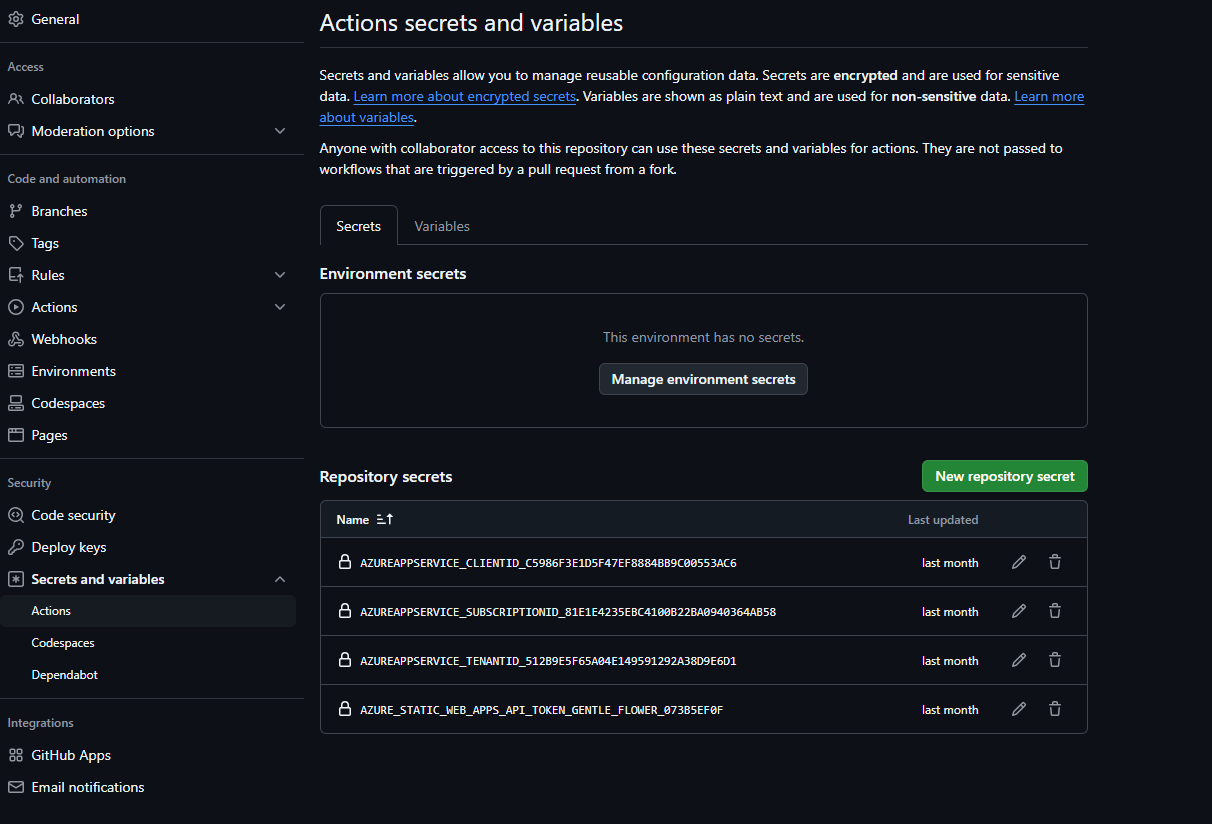 General
Access
Collaborators
Moderation options
Code and automation
Branches
Tags
Rules
Actions
Webhooks
Environments
Codespaces
Pages
Security
Code security
Deploy keys
Secrets and variables
Actions
Codespaces
Dependabot
Integrations
GitHub Apps
Email notifications
Actions secrets and variables
Secrets and variables allow you to manage reusable configuration data. Secrets are encrypted and are used for sensitive
data. Learn more about encrypted secrets. Variables are shown as plain text and are used for non-sensitive data. Learn more
about variables.
Anyone with collaborator access to this repository can use these secrets and variables for actions. They are not passed to
workflows that are triggered by a pull request from a fork.
Secrets Variables
Environment secrets
This environment has no secrets.
Manage environment secrets
Repository secrets New repository secret
Name Last updated
AZUREAPPSERVICE_CLIENTID_C5986F3E1D5F47EF8884BB9C00553AC6 last month
AZUREAPPSERVICE_SUBSCRIPTIONID_81E1E4235EBC4100B22BA0940364AB58 last month
AZUREAPPSERVICE_TENANTID_512B9E5F65A04E149591292A38D9E6D1 last month
AZURE_STATIC_WEB_APPS_API_TOKEN_GENTLE_FLOWER_073B5EF0F last month